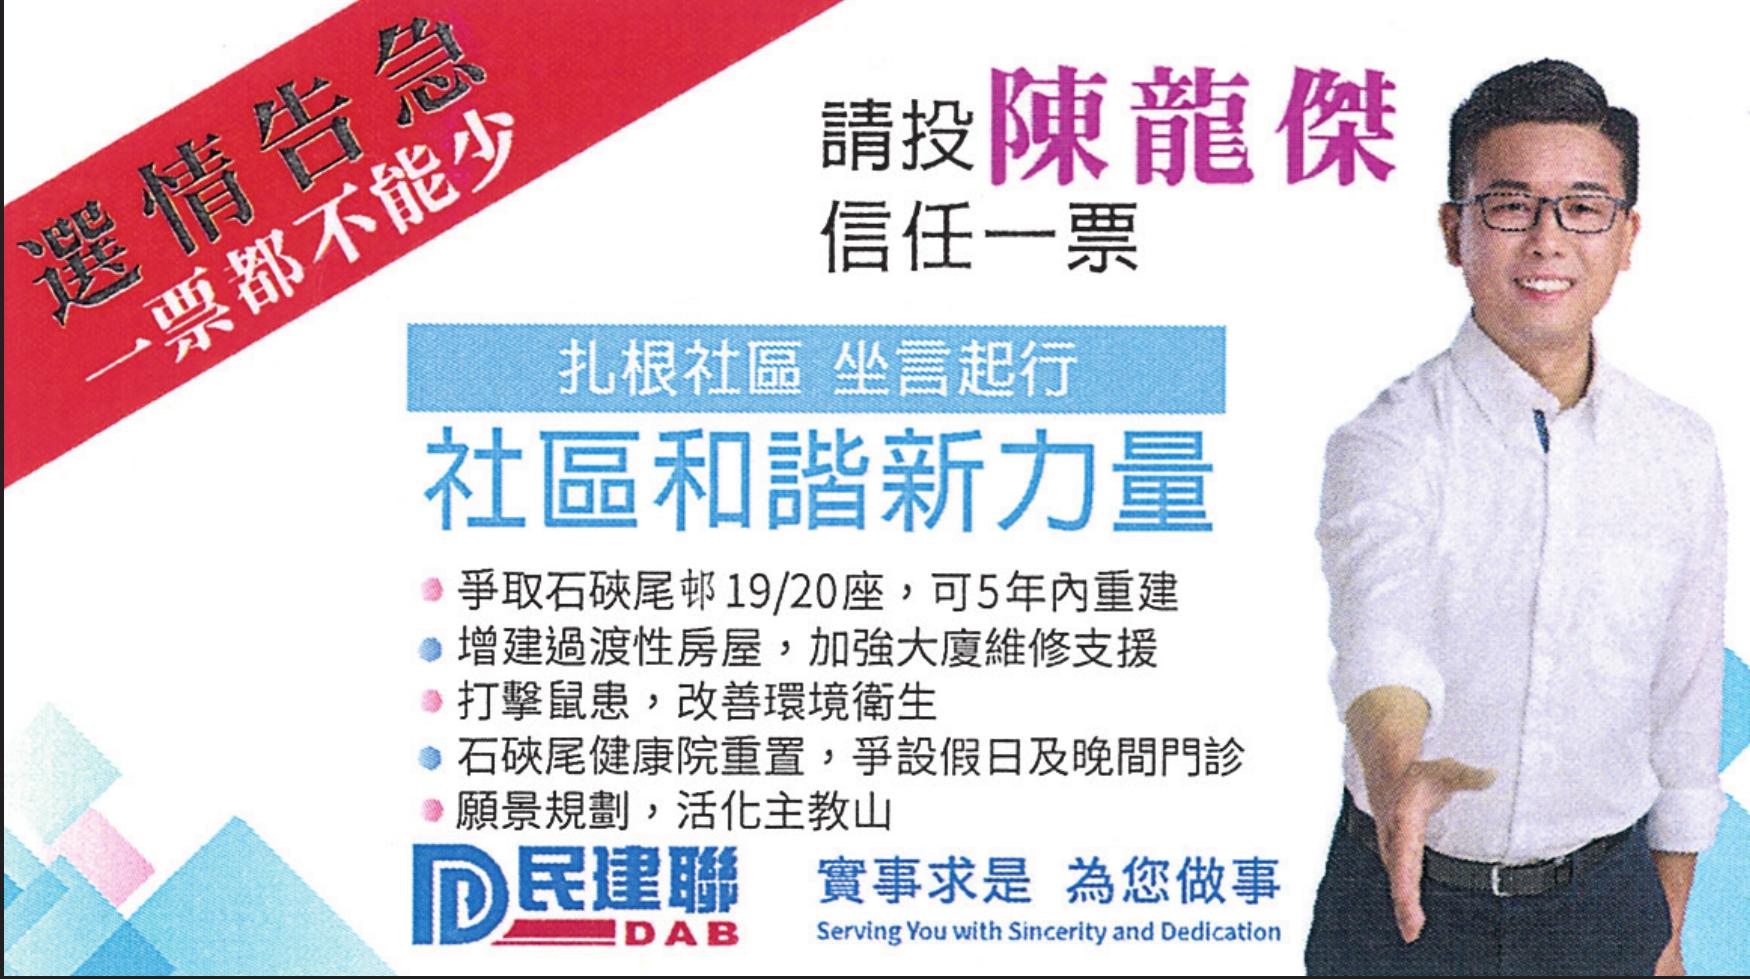 選情告急
一票都不能少
請投陳龍傑
信任一票
扎根社區 坐言起行
社區和諧新力量
爭取石硤尾邨19/20座，可5年內重建
增建過渡性房屋，加強大廈維修支援
打擊鼠患，改善環境衞生
石硤尾健康院重置，爭設假日及晚間門診
願景規劃，活化主教山
民建聯
DAB
實事求是 為您做事
Serving You with Sincerity and Dedication